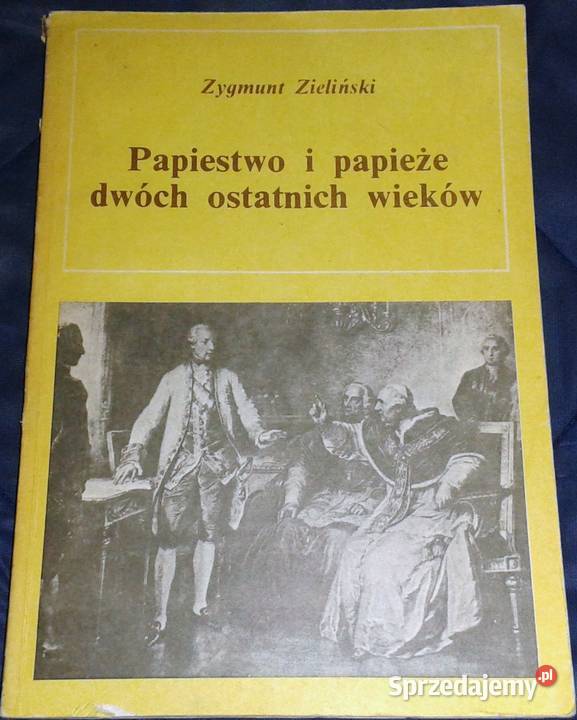 Zygmunt Zieliński
Papiestwo i papieże
dwóch ostatnich wieków
Sprzedajemy.pl